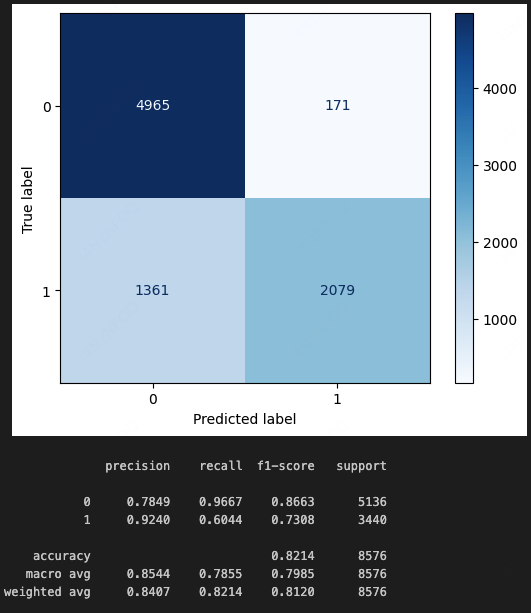 4965 171
1361 2079
0
1
True label
0 1
Predicted label
4000
3000
2000
1000
precision recall f1-score support
0 0.7849 0.9667 0.8663 5136
1 0.9240 0.6044 0.7308 3440
accuracy 0.8214 8576
macro avg 0.8544 0.7855 0.7985 8576
weighted avg 0.8407 0.8214 0.8120 8576